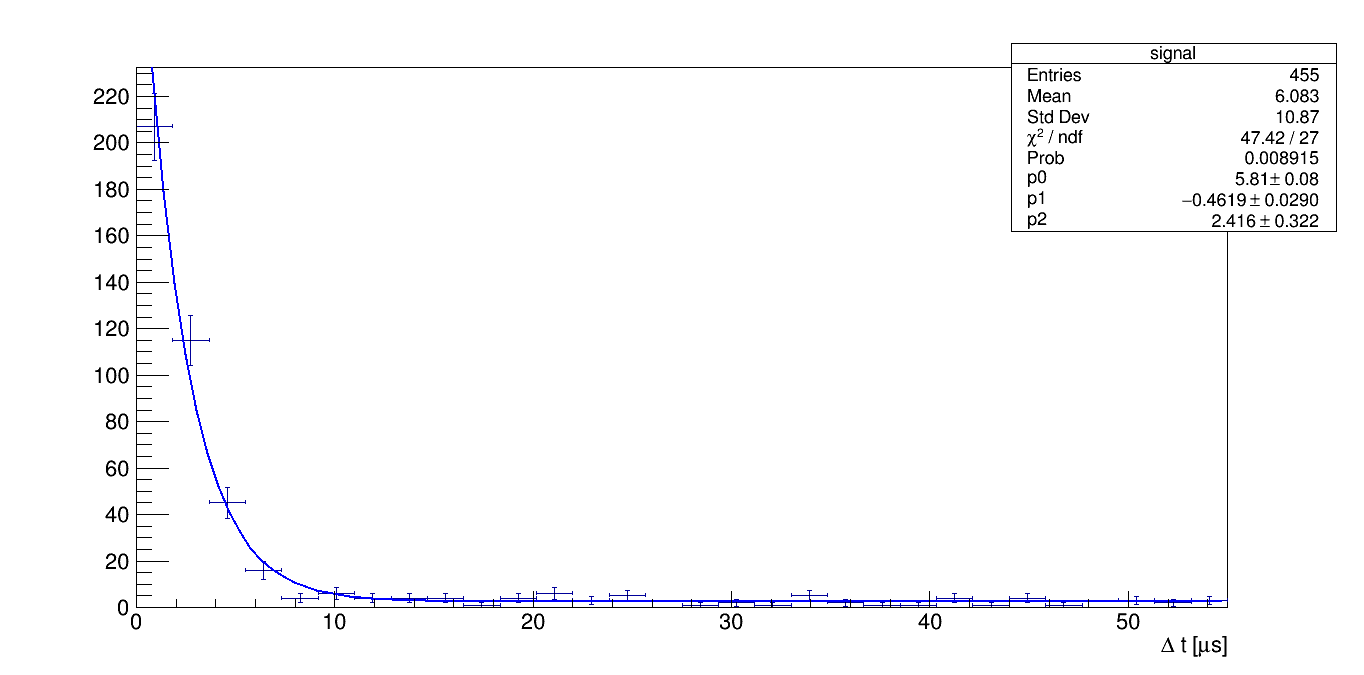 signal
Entries 455
Mean 6.083
Std Dev 10.87
χ² / ndf 47.42 / 27
Prob 0.008915
p0 5.81± 0.08
p1 −0.4619 ± 0.0290
p2 2.416 ± 0.322
220
200
180
160
140
120
100
80
60
40
20
0
0 10 20 30 40 50
Δ t [μs]